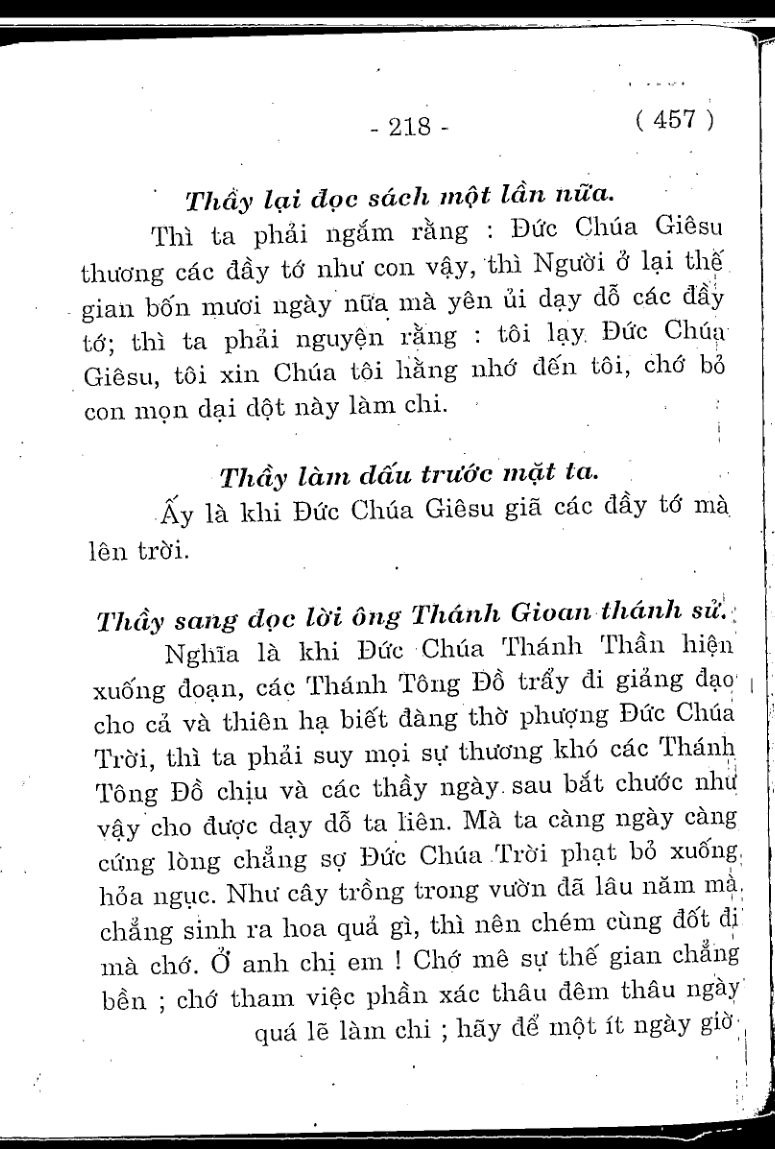 - 218 -
( 457 )
Thầy lại đọc sách một lần nữa.
Thì ta phải ngắm rằng : Đức Chúa Giêsu
thương các đầy tớ như con vậy, thì Người ở lại thế
gian bốn mươi ngày nữa mà yên ủi dạy dỗ các đầy
tớ; thì ta phải nguyện rằng : tôi lạy Đức Chúa
Giêsu, tôi xin Chúa tôi hằng nhớ đến tôi, chớ bỏ
con mọn dại dột này làm chi.
Thầy làm dấu trước mặt ta.
Ấy là khi Đức Chúa Giêsu giã các đầy tớ mà
lên trời.
Thầy sang đọc lời ông Thánh Gioan thánh sử.
Nghĩa là khi Đức Chúa Thánh Thần hiện
xuống đoạn, các Thánh Tông Đồ trẩy đi giảng đạo
cho cả và thiên hạ biết đàng thờ phượng Đức Chúa
Trời, thì ta phải suy mọi sự thương khó các Thánh
Tông Đồ chịu và các thầy ngày sau bắt chước như
vậy cho được dạy dỗ ta liên. Mà ta càng ngày càng
cứng lòng chẳng sợ Đức Chúa Trời phạt bỏ xuống
hỏa ngục. Như cây trồng trong vườn đã lâu năm mà
chẳng sinh ra hoa quả gì, thì nên chém cùng đốt đi
mà chớ. Ở anh chị em ! Chớ mê sự thế gian chẳng
bền ; chớ tham việc phần xác thâu đêm thâu ngày
quá lẽ làm chi ; hãy để một ít ngày giờ